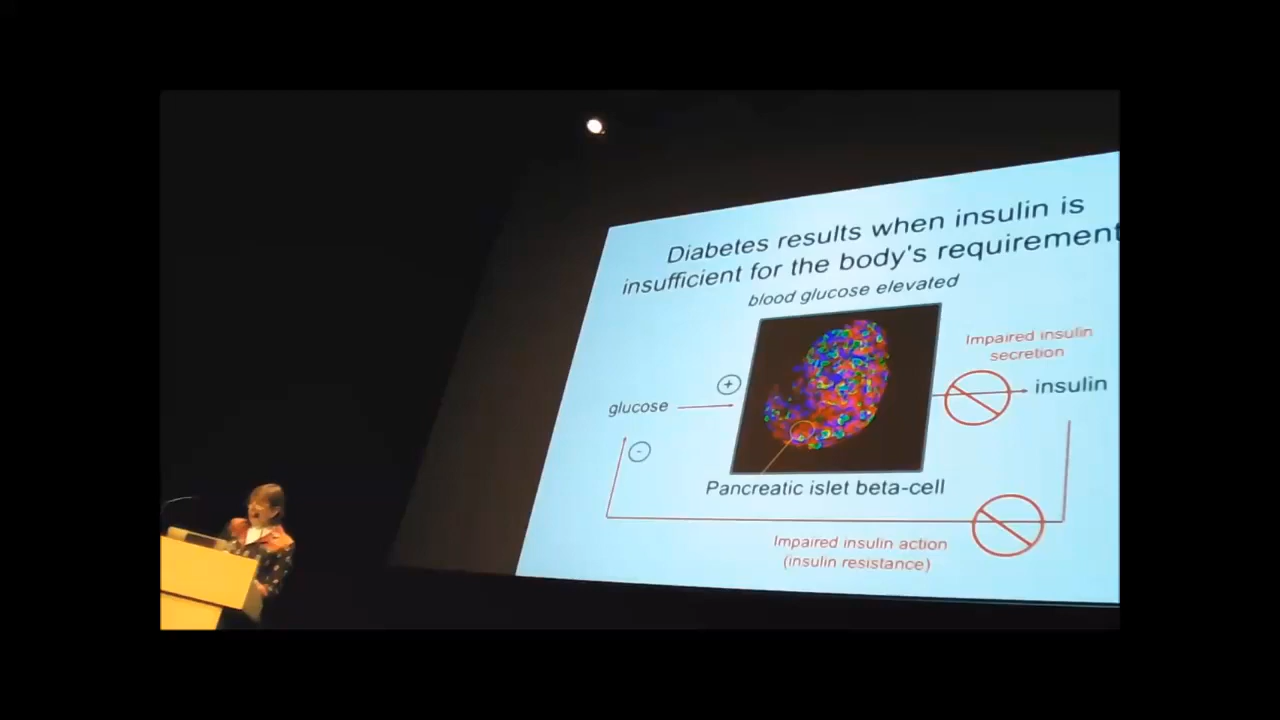 Diabetes results when insulin is
insufficient for the body's requirement
blood glucose elevated
Impaired insulin
secretion
+
insulin
glucose
-
Pancreatic islet beta-cell
Impaired insulin action
(insulin resistance)